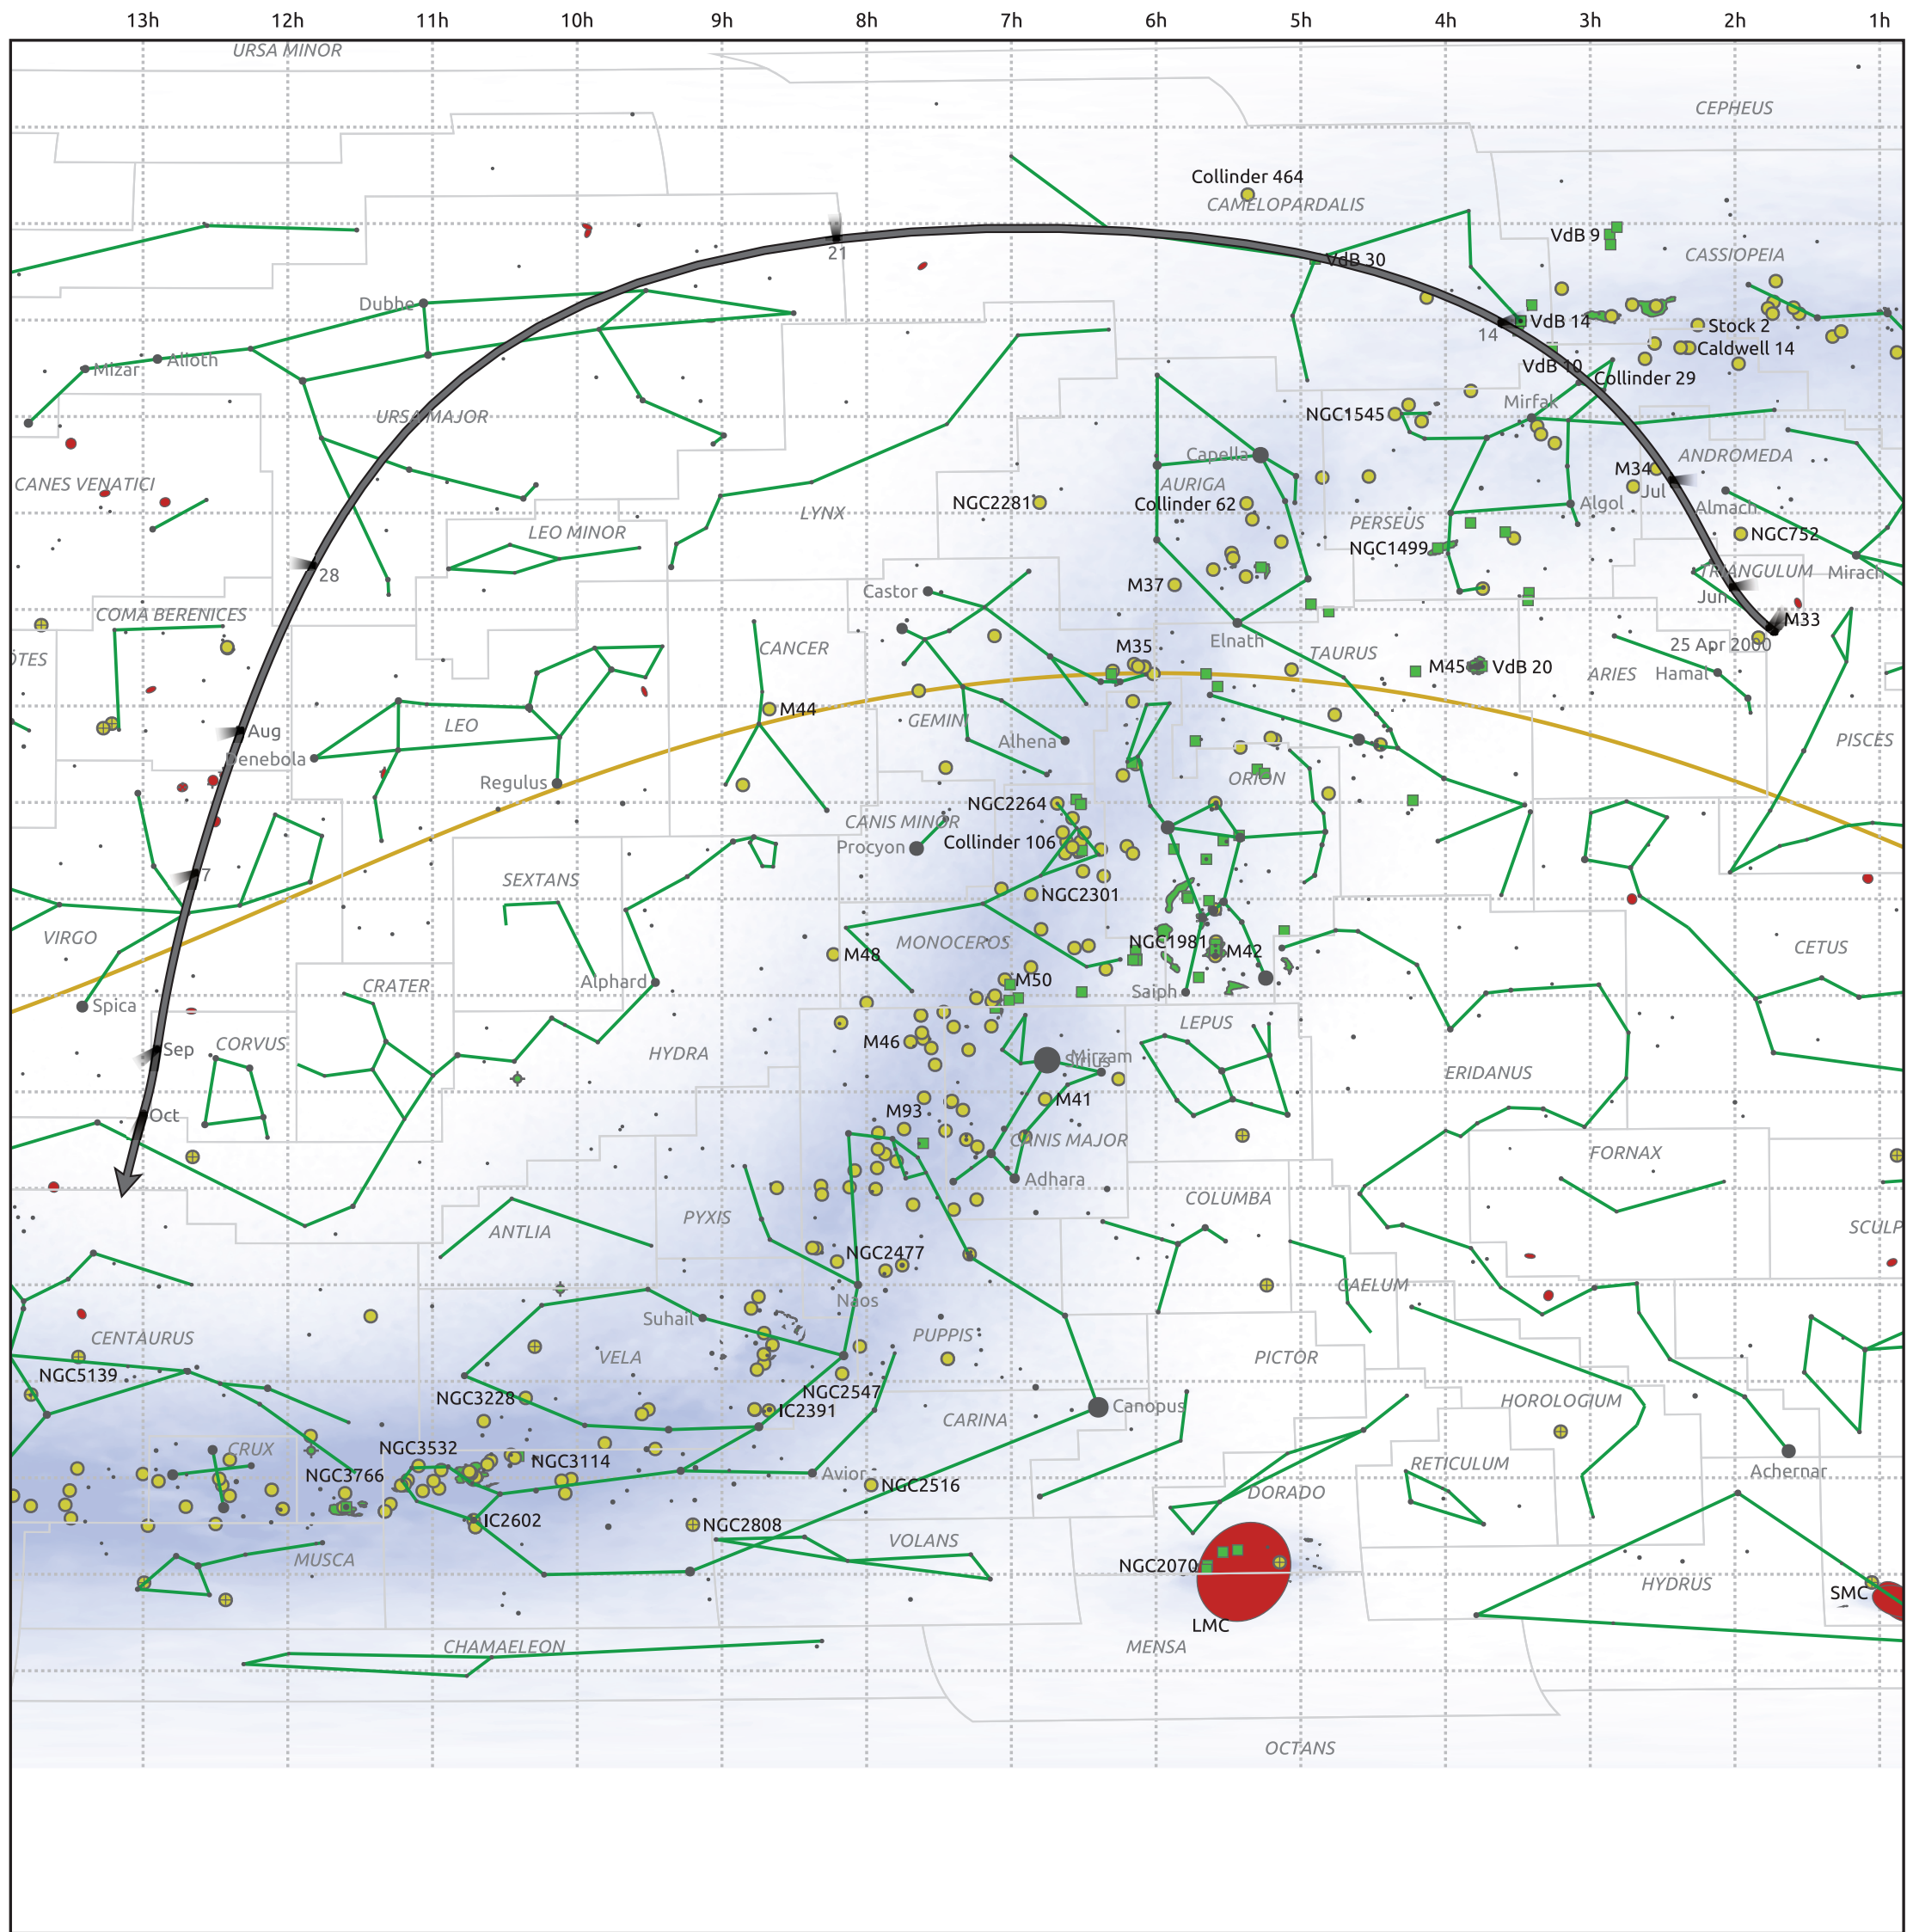 13h 12h 11h 10h 9h 8h 7h 6h 5h 4h 3h 2h 1h
URSA MINOR
CEPHEUS
Collinder 464
CAMELOPARDALIS
VdB 9
CASSIOPEIA
21
VdB 30
Dubbe
14
VdB 14
Stock 2
Caldwell 14
Mizar
Alioth
VdB 10
Collinder 29
URSA MAJOR
Mirfak
NGC1545
Capella
ANDROMEDA
CANES VENATICI
AURIGA
M34
Jul
NGC2281
Collinder 62
LYNX
PERSEUS
Algol
Almach
LEO MINOR
NGC1499
NGC752
28
TRIANGULUM
Mirach
M37
Castor
Jun
COMA BERENICES
M33
Elnath
25 Apr 2000
CANCER
M35
TAURUS
ÖTES
M45
VdB 20
ARIES
Hamal
M44
GEMINI
LEO
Aug
Alhena
PISCES
Denebola
Regulus
ORION
NGC2264
CANIS MINOR
Procyon
Collinder 106
7
SEXTANS
NGC2301
VIRGO
MONOCEROS
NGC1981
M42
CETUS
M48
CRATER
Alphard
M50
Saiph
Spica
LEPUS
Sep
CORVUS
M46
HYDRA
Mirzam
Sirius
ERIDANUS
Oct
M93
M41
CANIS MAJOR
FORNAX
Adhara
COLUMBA
PYXIS
ANTLIA
SCULP
NGC2477
CAELUM
Naos
Suhail
CENTAURUS
PUPPIS
VELA
PICTOR
NGC5139
NGC3228
NGC2547
IC2391
HOROLOGIUM
CARINA
Canopus
CRUX
NGC3532
NGC3114
RETICULUM
NGC3766
Avior
Achernar
NGC2516
DORADO
IC2602
NGC2808
VOLANS
MUSCA
NGC2070
HYDRUS
SMC
LMC
CHAMAELEON
MENSA
OCTANS